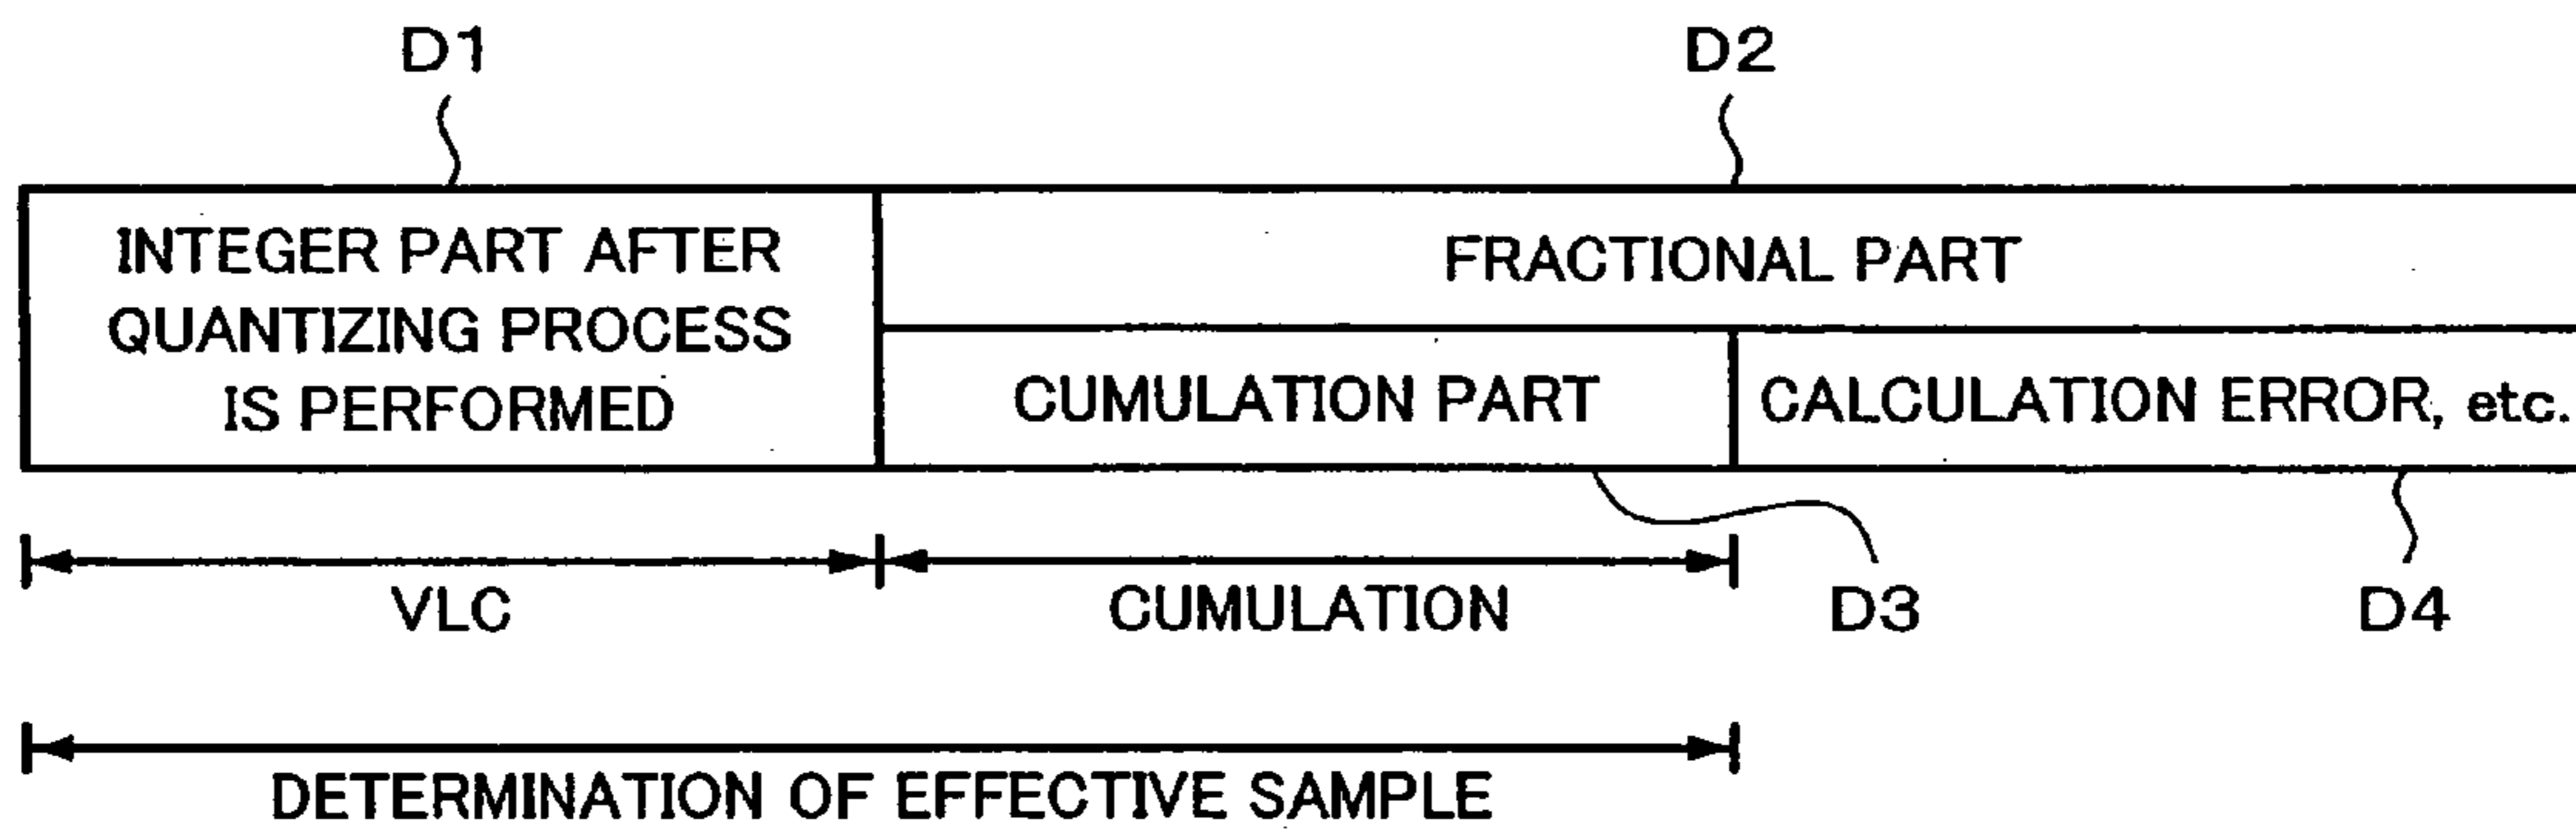 D1
D2
INTEGER PART AFTER
QUANTIZING PROCESS
IS PERFORMED
FRACTIONAL PART
CUMULATION PART
CALCULATION ERROR, etc.
VLC
CUMULATION
D3
D4
DETERMINATION OF EFFECTIVE SAMPLE